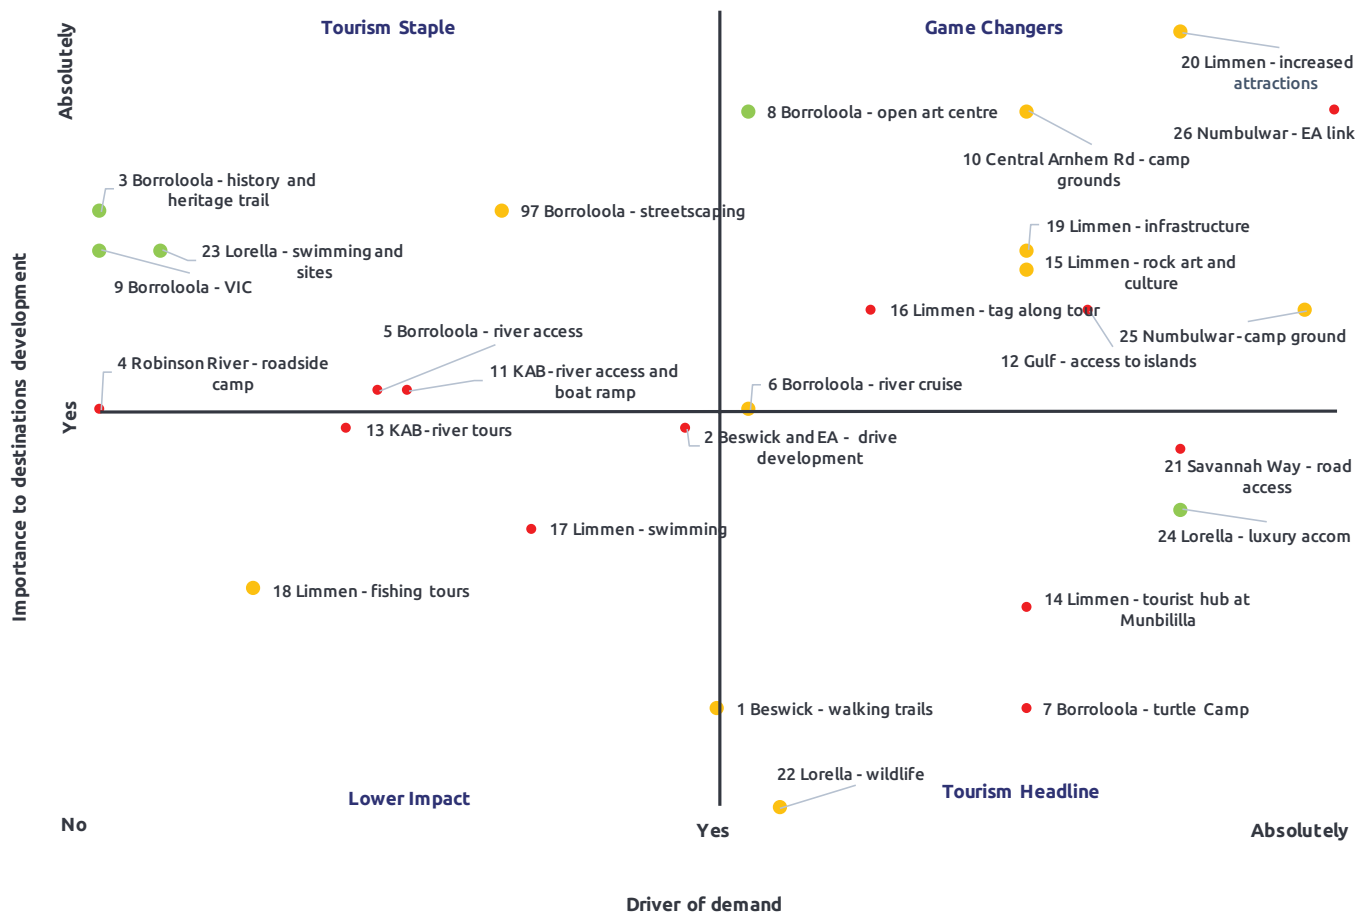 Tourism Staple
Game Changers
Absolutely
20 Limmen - increased
attractions
8 Borroloola - open art centre
26 Numbulwar - EA link
10 Central Arnhem Rd - camp
grounds
3 Borroloola - history and
heritage trail
97 Borroloola - streetscaping
19 Limmen - infrastructure
23 Lorella - swimming and
sites
15 Limmen - rock art and
culture
9 Borroloola - VIC
16 Limmen - tag along tour
5 Borroloola - river access
25 Numbulwar - camp ground
12 Gulf - access to islands
4 Robinson River - roadside
camp
11 KAB - river access and
boat ramp
6 Borroloola - river cruise
Yes
13 KAB - river tours
2 Beswick and EA - drive
development
21 Savannah Way - road
access
17 Limmen - swimming
24 Lorella - luxury accom
18 Limmen - fishing tours
14 Limmen - tourist hub at
Munbililla
1 Beswick - walking trails
7 Borroloola - turtle Camp
22 Lorella - wildlife
Lower Impact
Tourism Headline
Importance to destinations development
No
Yes
Absolutely
Driver of demand